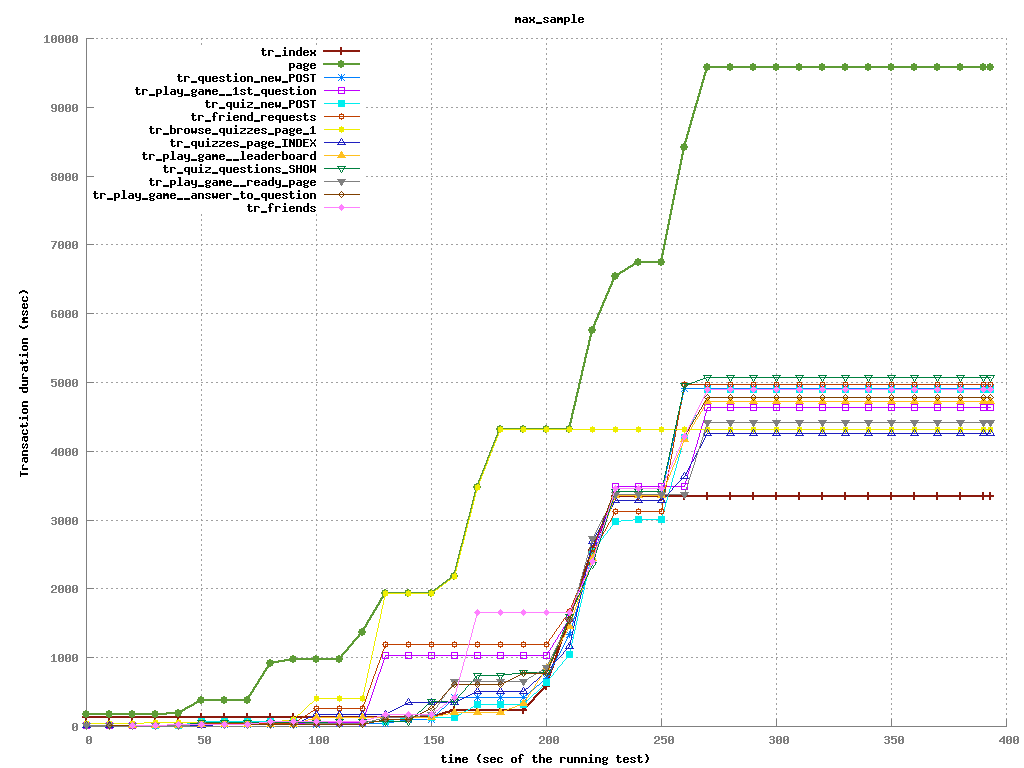 max_sample
10000
9000
8000
7000
6000
5000
4000
3000
2000
1000
0
Transaction duration (msec)
tr_index
page
tr_question_new_POST
tr_play_game__1st_question
tr_quiz_new_POST
tr_friend_requests
tr_browse_quizzes_page_1
tr_quizzes_page_INDEX
tr_play_game__leaderboard
tr_quiz_questions_SHOW
tr_play_game__ready_page
tr_play_game__answer_to_question
tr_friends
0 50 100 150 200 250 300 350 400
time (sec of the running test)